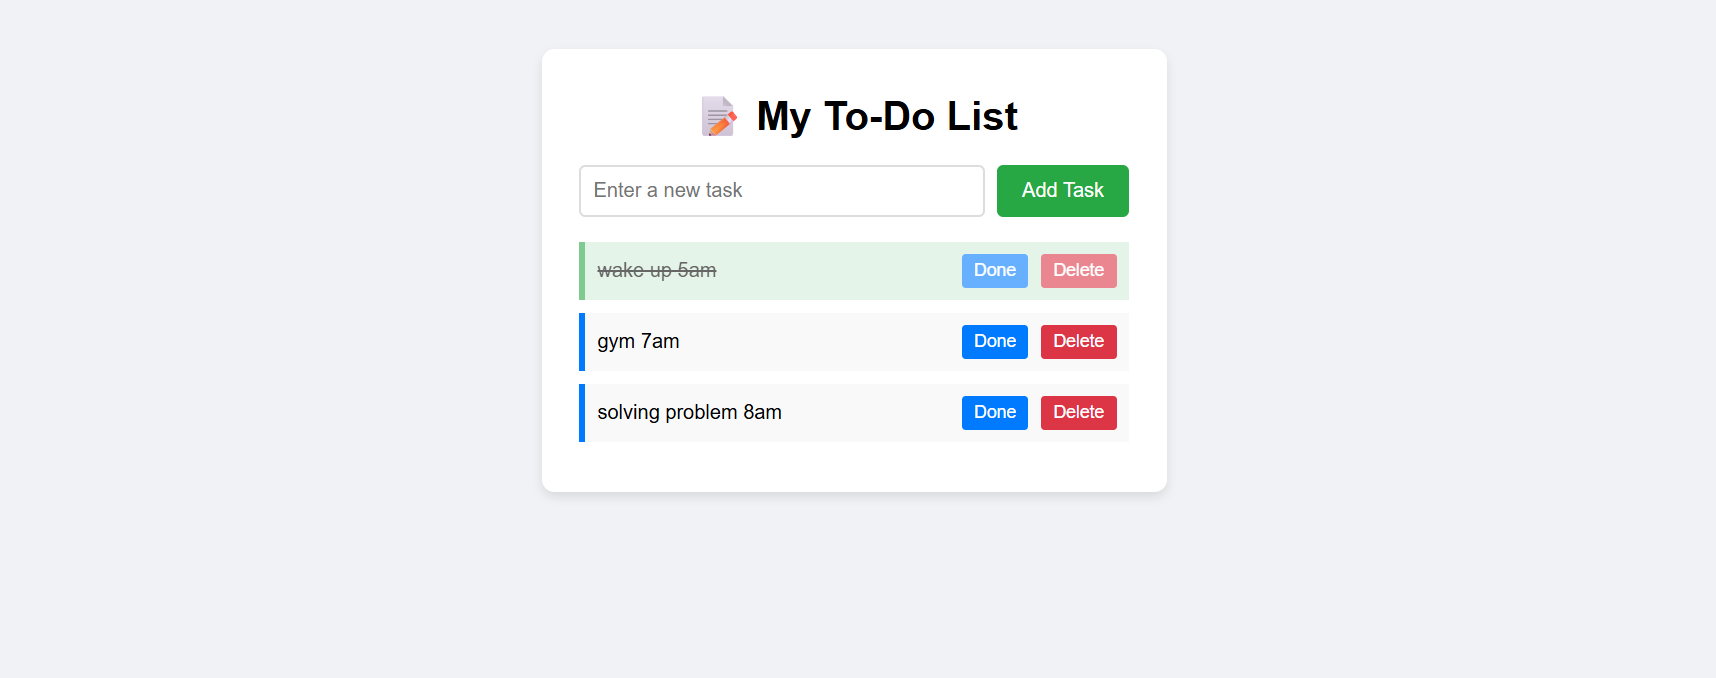 My To-Do List
Enter a new task Add Task
wake up 5am Done Delete
gym 7am Done Delete
solving problem 8am Done Delete